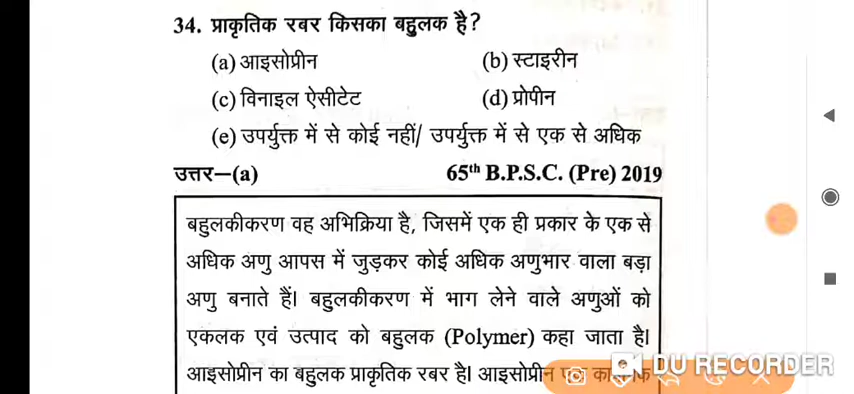 34. प्राकृतिक रबर किसका बहुलक है?
(a) आइसोप्रीन (b) स्टाइरीन
(c) विनाइल ऐसीटेट (d) प्रोपीन
(e) उपर्युक्त में से कोई नहीं/ उपर्युक्त में से एक से अधिक
उत्तर—(a) 65th B.P.S.C. (Pre) 2019
बहुलकीकरण वह अभिक्रिया है, जिसमें एक ही प्रकार के एक से
अधिक अणु आपस में जुड़कर कोई अधिक अणुभार वाला बड़ा
अणु बनाते हैं। बहुलकीकरण में भाग लेने वाले अणुओं को
एकलक एवं उत्पाद को बहुलक (Polymer) कहा जाता है।
आइसोप्रीन का बहुलक प्राकृतिक रबर है। आइसोप्रीन
DU RECORDER